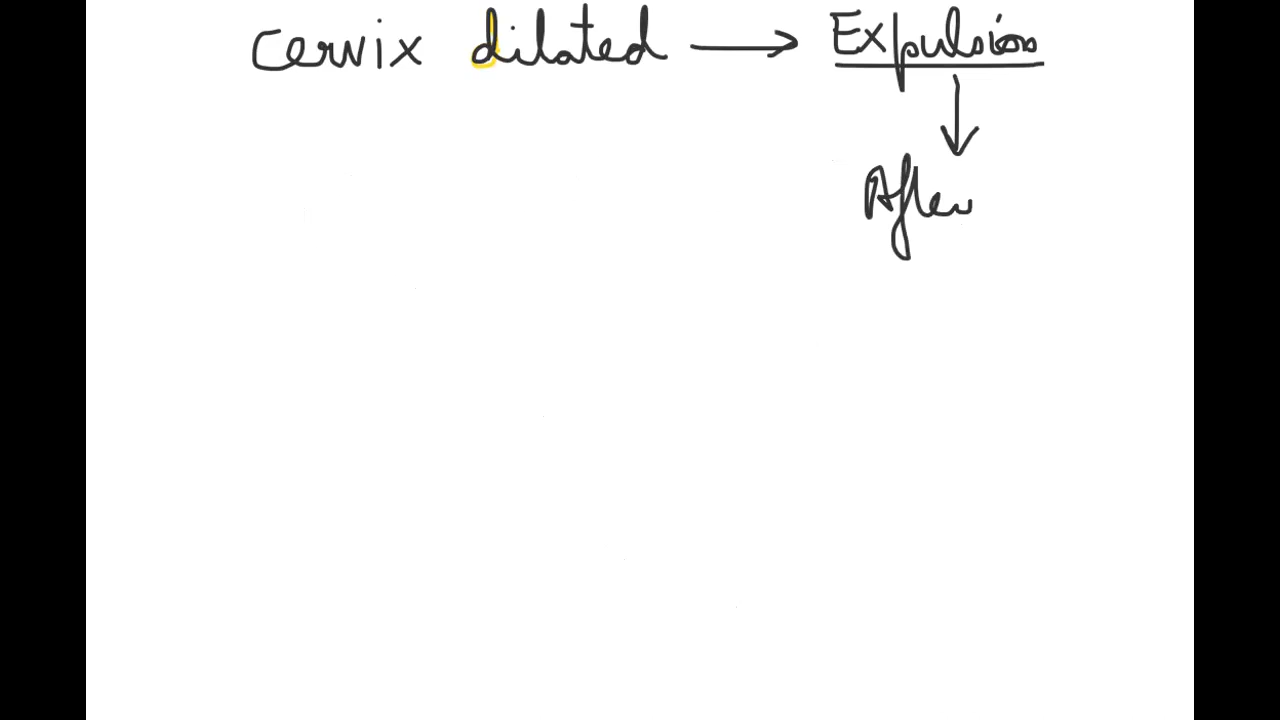 Cervix dilated → Expulsion
↓
After